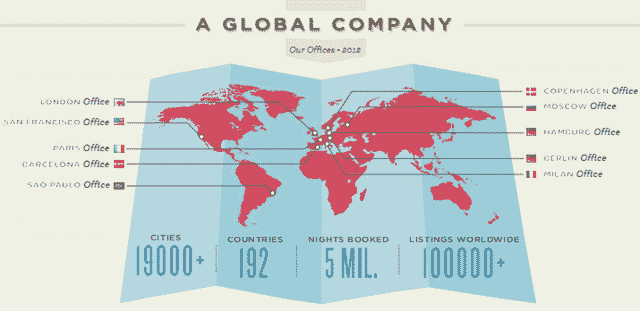 A GLOBAL COMPANY
Our Offices - 2012
LONDON Office
SAN FRANCISCO Office
PARIS Office
BARCELONA Office
SAO PAULO Office
COPENHAGEN Office
MOSCOW Office
HAMBURG Office
BERLIN Office
MILAN Office
CITIES
19000+
COUNTRIES
192
NIGHTS BOOKED
5 MIL.
LISTINGS WORLDWIDE
100000+